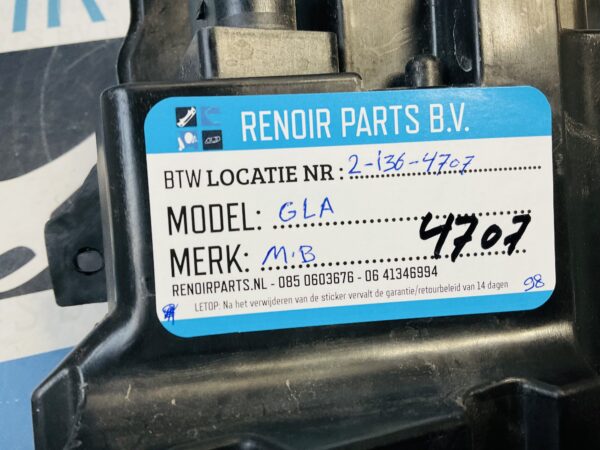 RENOIR PARTS B.V.
BTW LOCATIE NR : 2-i36-4707
MODEL: GLA
MERK: M·B 4707
RENOIRPARTS.NL - 085 0603676 - 06 41346994
LETOP: Na het verwijderen van de sticker vervalt de garantie/retourbeleid van 14 dagen
98